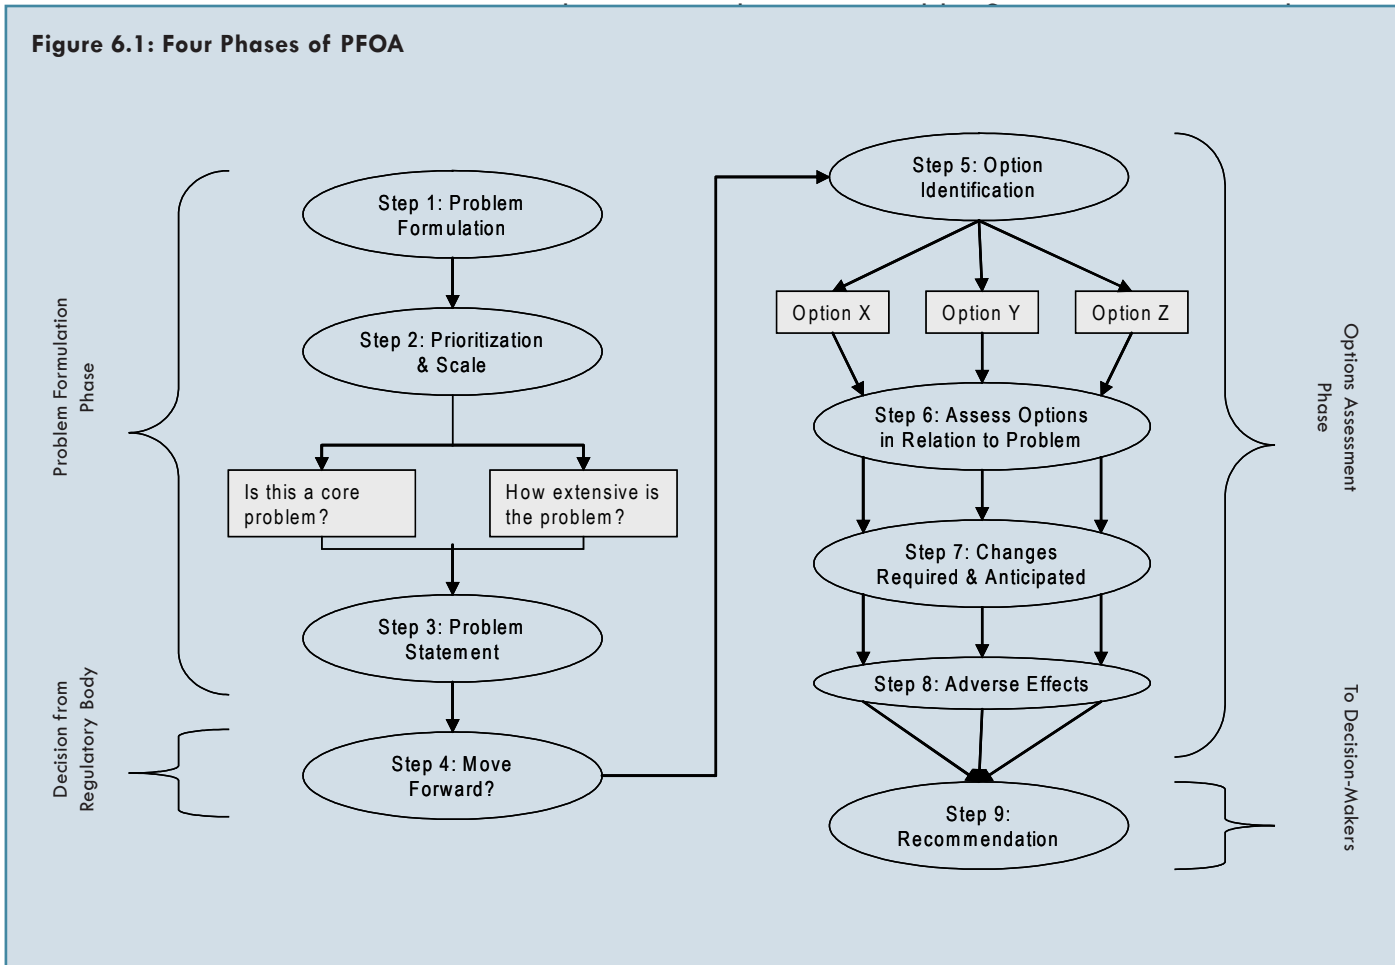 Figure 6.1: Four Phases of PFOA
Problem Formulation
Phase
Step 1: Problem
Formulation
Step 2: Prioritization
& Scale
Is this a core
problem?
How extensive is
the problem?
Step 3: Problem
Statement
Decision from
Regulatory Body
Step 4: Move
Forward?
Step 5: Option
Identification
Option X
Option Y
Option Z
Step 6: Assess Options
in Relation to Problem
Step 7: Changes
Required & Anticipated
Step 8: Adverse Effects
Options Assessment
Phase
Step 9:
Recommendation
To Decision-Makers